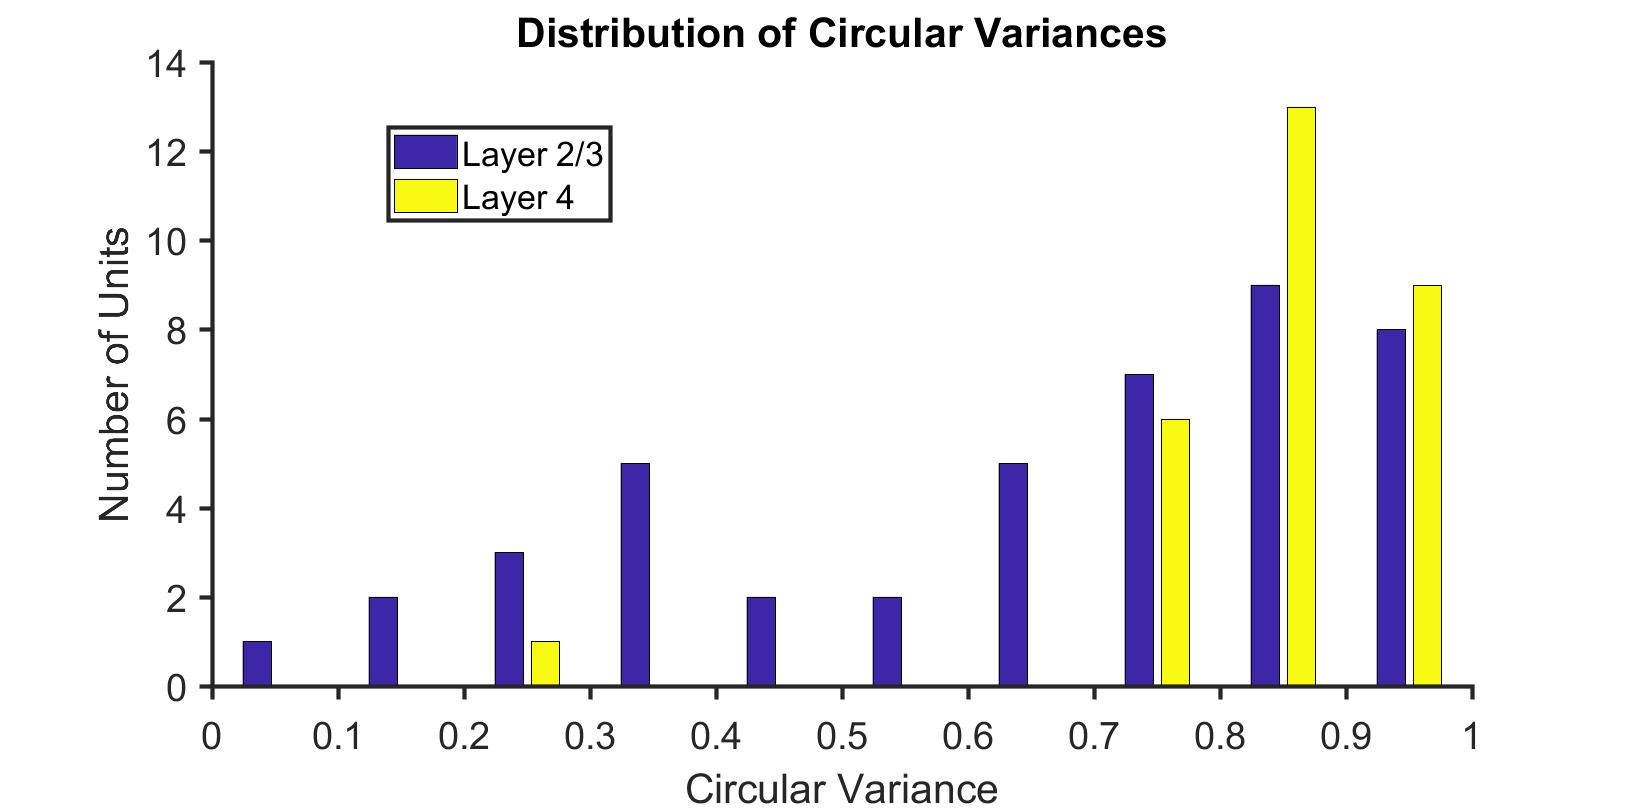 Distribution of Circular Variances
14
12
10
8
6
4
2
0
Number of Units
Layer 2/3
Layer 4
0 0.1 0.2 0.3 0.4 0.5 0.6 0.7 0.8 0.9 1
Circular Variance